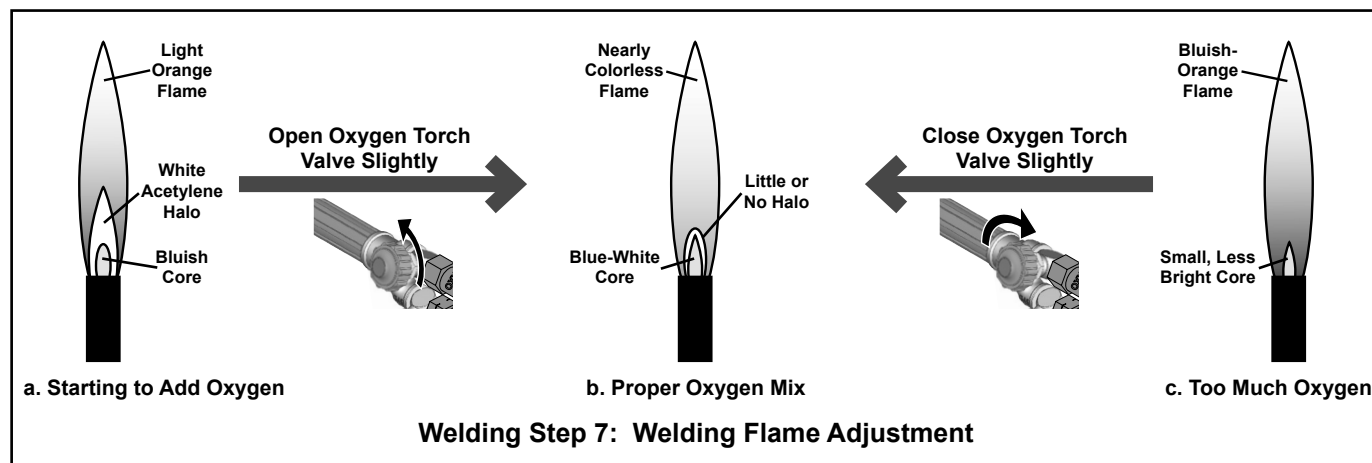 Light
Orange
Flame
White
Acetylene
Halo
Bluish
Core
a. Starting to Add Oxygen
Open Oxygen Torch
Valve Slightly
Nearly
Colorless
Flame
Little or
No Halo
Blue-White
Core
b. Proper Oxygen Mix
Close Oxygen Torch
Valve Slightly
Bluish-
Orange
Flame
Small, Less
Bright Core
c. Too Much Oxygen
Welding Step 7: Welding Flame Adjustment